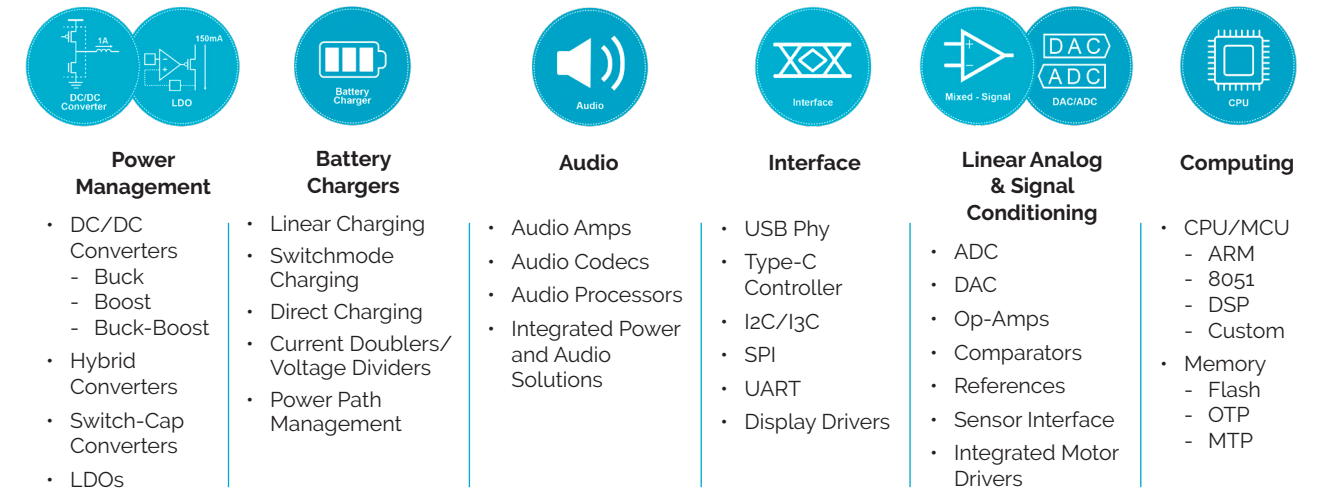 1A
150mA
DC/DC
Converter
LDO
Battery
Charger
Audio
Interface
Mixed - Signal
DAC
ADC
DAC/ADC
CPU
Power
Management
• DC/DC
Converters
- Buck
- Boost
- Buck-Boost
• Hybrid
Converters
• Switch-Cap
Converters
• LDOs
Battery
Chargers
• Linear Charging
• Switchmode
Charging
• Direct Charging
• Current Doublers/
Voltage Dividers
• Power Path
Management
Audio
• Audio Amps
• Audio Codecs
• Audio Processors
• Integrated Power
and Audio
Solutions
Interface
• USB Phy
• Type-C
Controller
• I2C/I3C
• SPI
• UART
• Display Drivers
Linear Analog
& Signal
Conditioning
• ADC
• DAC
• Op-Amps
• Comparators
• References
• Sensor Interface
• Integrated Motor
Drivers
Computing
• CPU/MCU
- ARM
- 8051
- DSP
- Custom
• Memory
- Flash
- OTP
- MTP